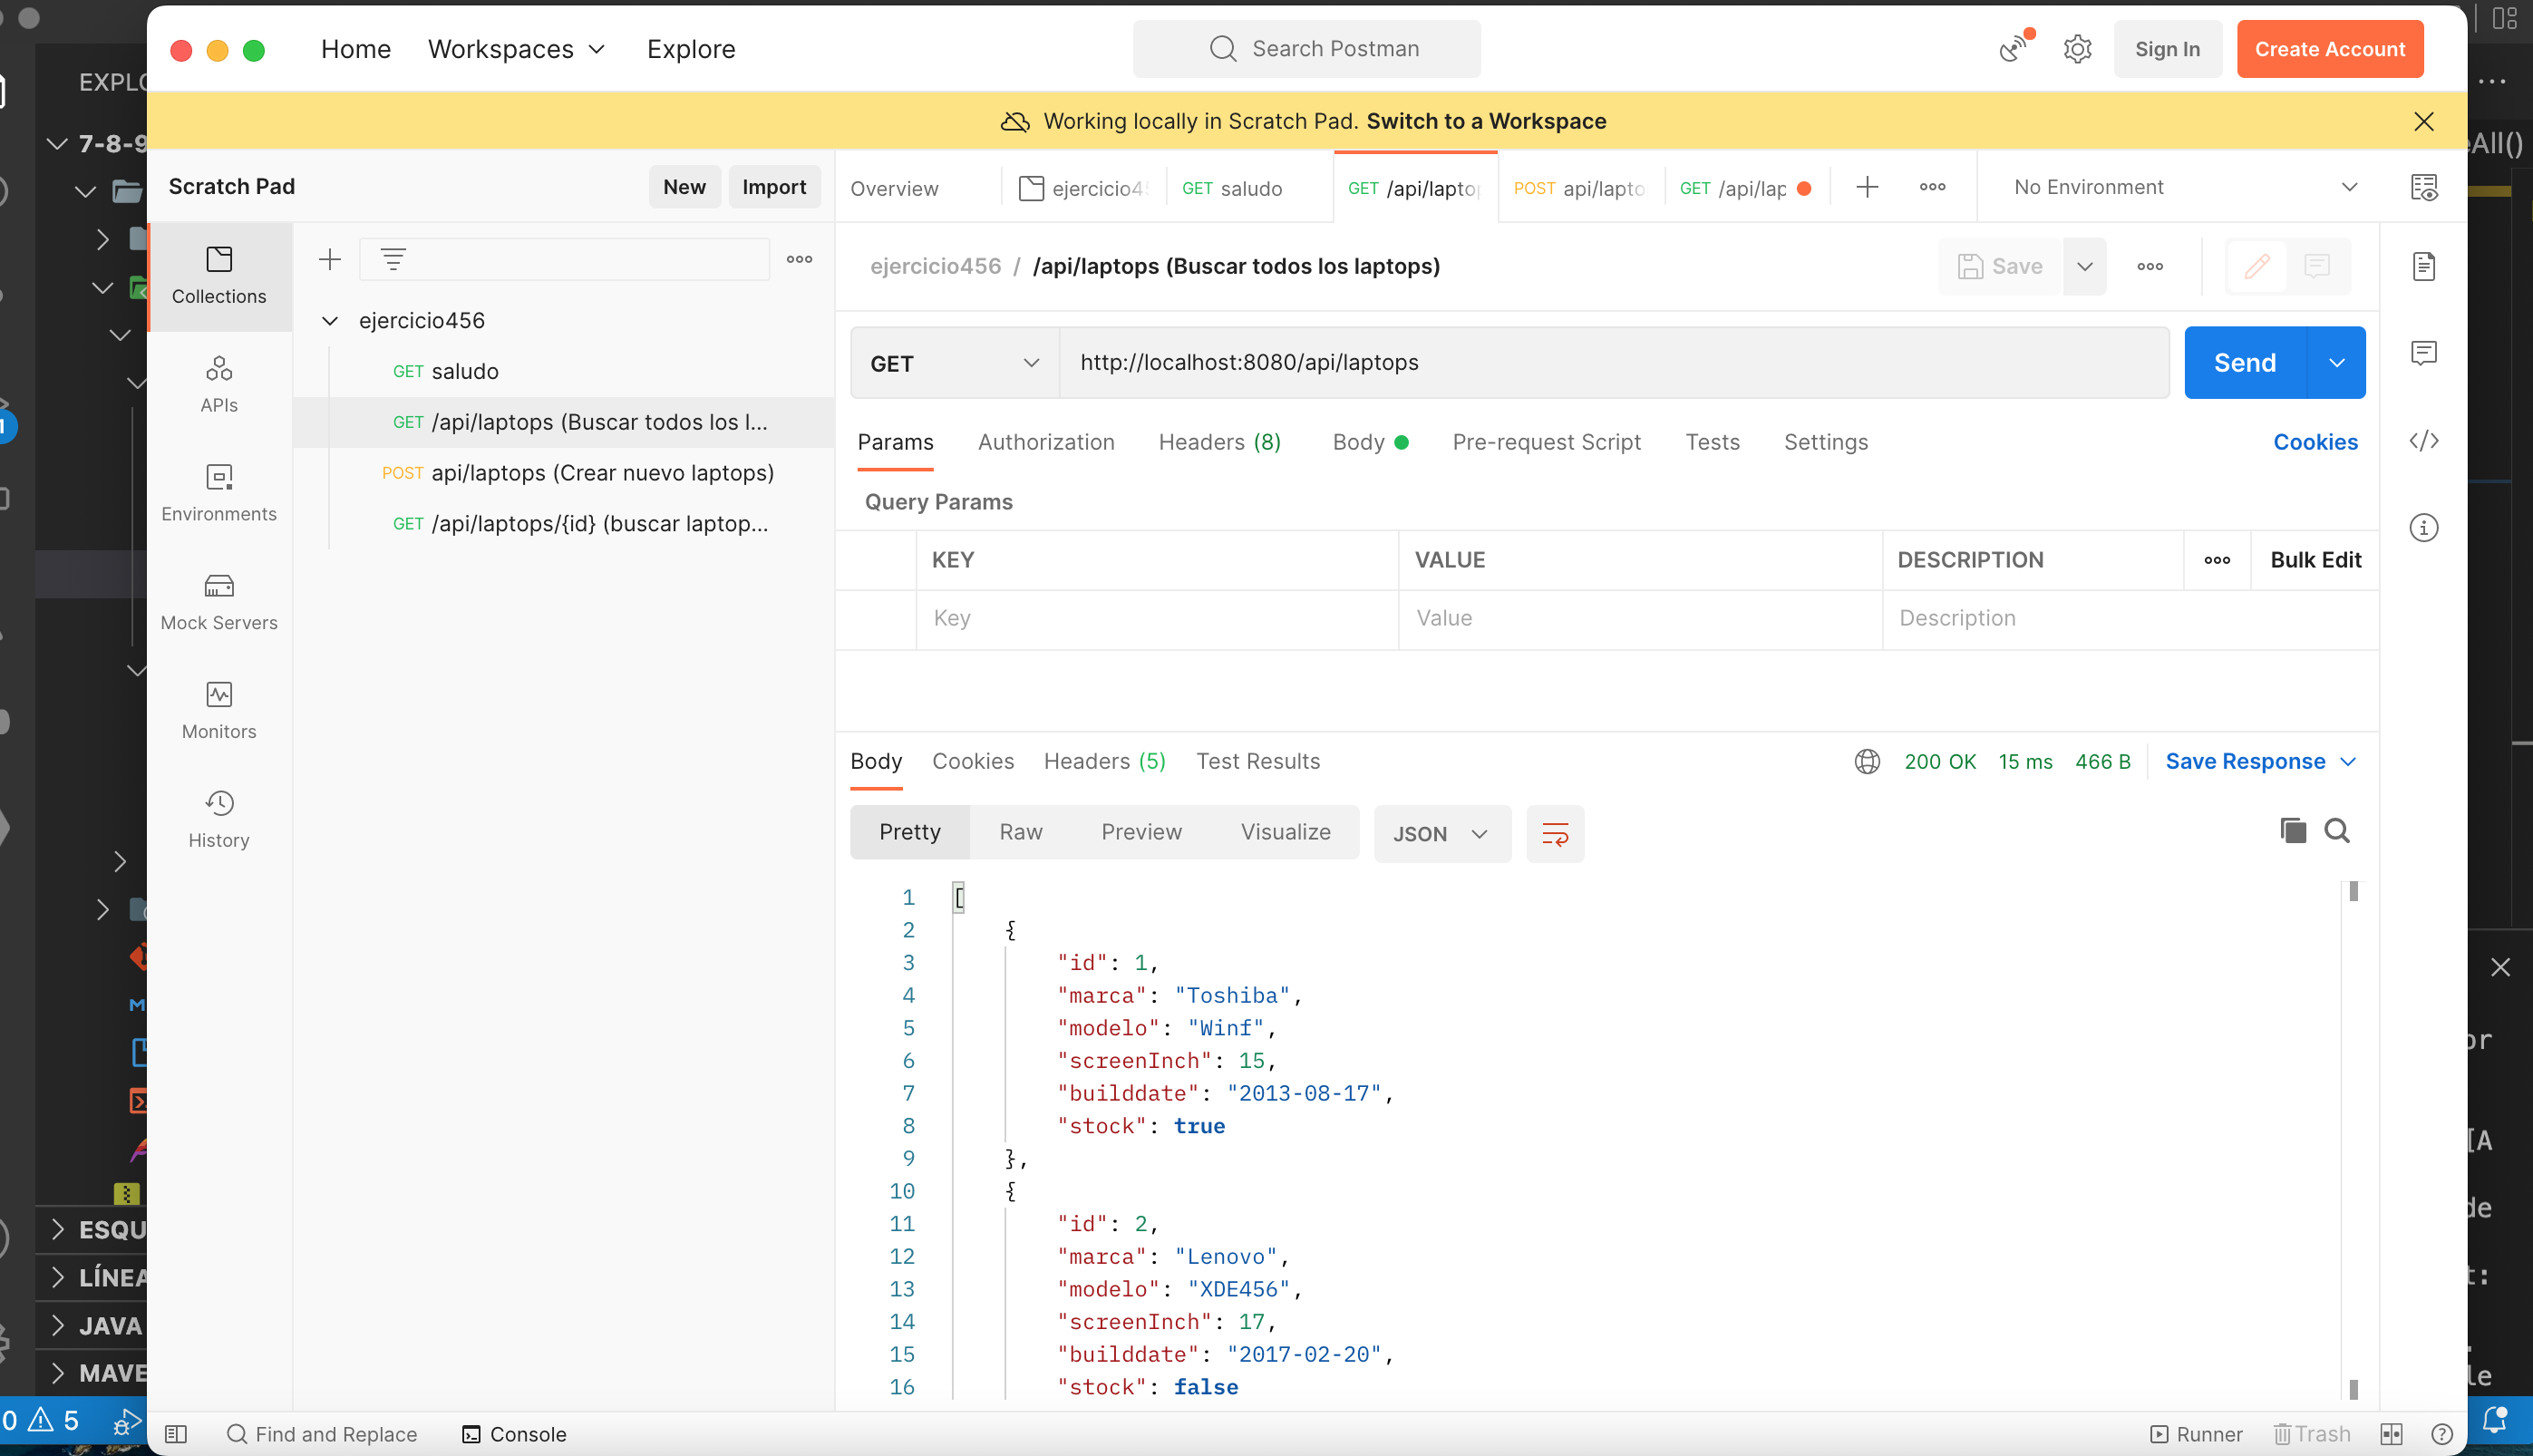 Home Workspaces Explore Search Postman Sign In Create Account
EXPLO
Working locally in Scratch Pad. Switch to a Workspace
7-8-9
eAll()
Scratch Pad New Import
Overview ejercicio45 GET saludo GET /api/laptop POST api/lapto GET /api/lap No Environment
Collections
ejercicio456 / /api/laptops (Buscar todos los laptops) Save
ejercicio456
GET saludo
GET /api/laptops (Buscar todos los l...
POST api/laptops (Crear nuevo laptops)
GET /api/laptops/{id} (buscar laptop...
APIs
Environments
Mock Servers
Monitors
History
GET http://localhost:8080/api/laptops Send
Params Authorization Headers (8) Body Pre-request Script Tests Settings Cookies
Query Params
KEY VALUE DESCRIPTION Bulk Edit
Key Value Description
Body Cookies Headers (5) Test Results 200 OK 15 ms 466 B Save Response
Pretty Raw Preview Visualize JSON
1 [
2 {
3 "id": 1,
4 "marca": "Toshiba",
5 "modelo": "Winf",
6 "screenInch": 15,
7 "builddate": "2013-08-17",
8 "stock": true
9 },
10 {
11 "id": 2,
12 "marca": "Lenovo",
13 "modelo": "XDE456",
14 "screenInch": 17,
15 "builddate": "2017-02-20",
16 "stock": false
ESQU
LÍNEA
JAVA
MAVE
or
[A
de
t:
le
0 5
Find and Replace Console Runner Trash